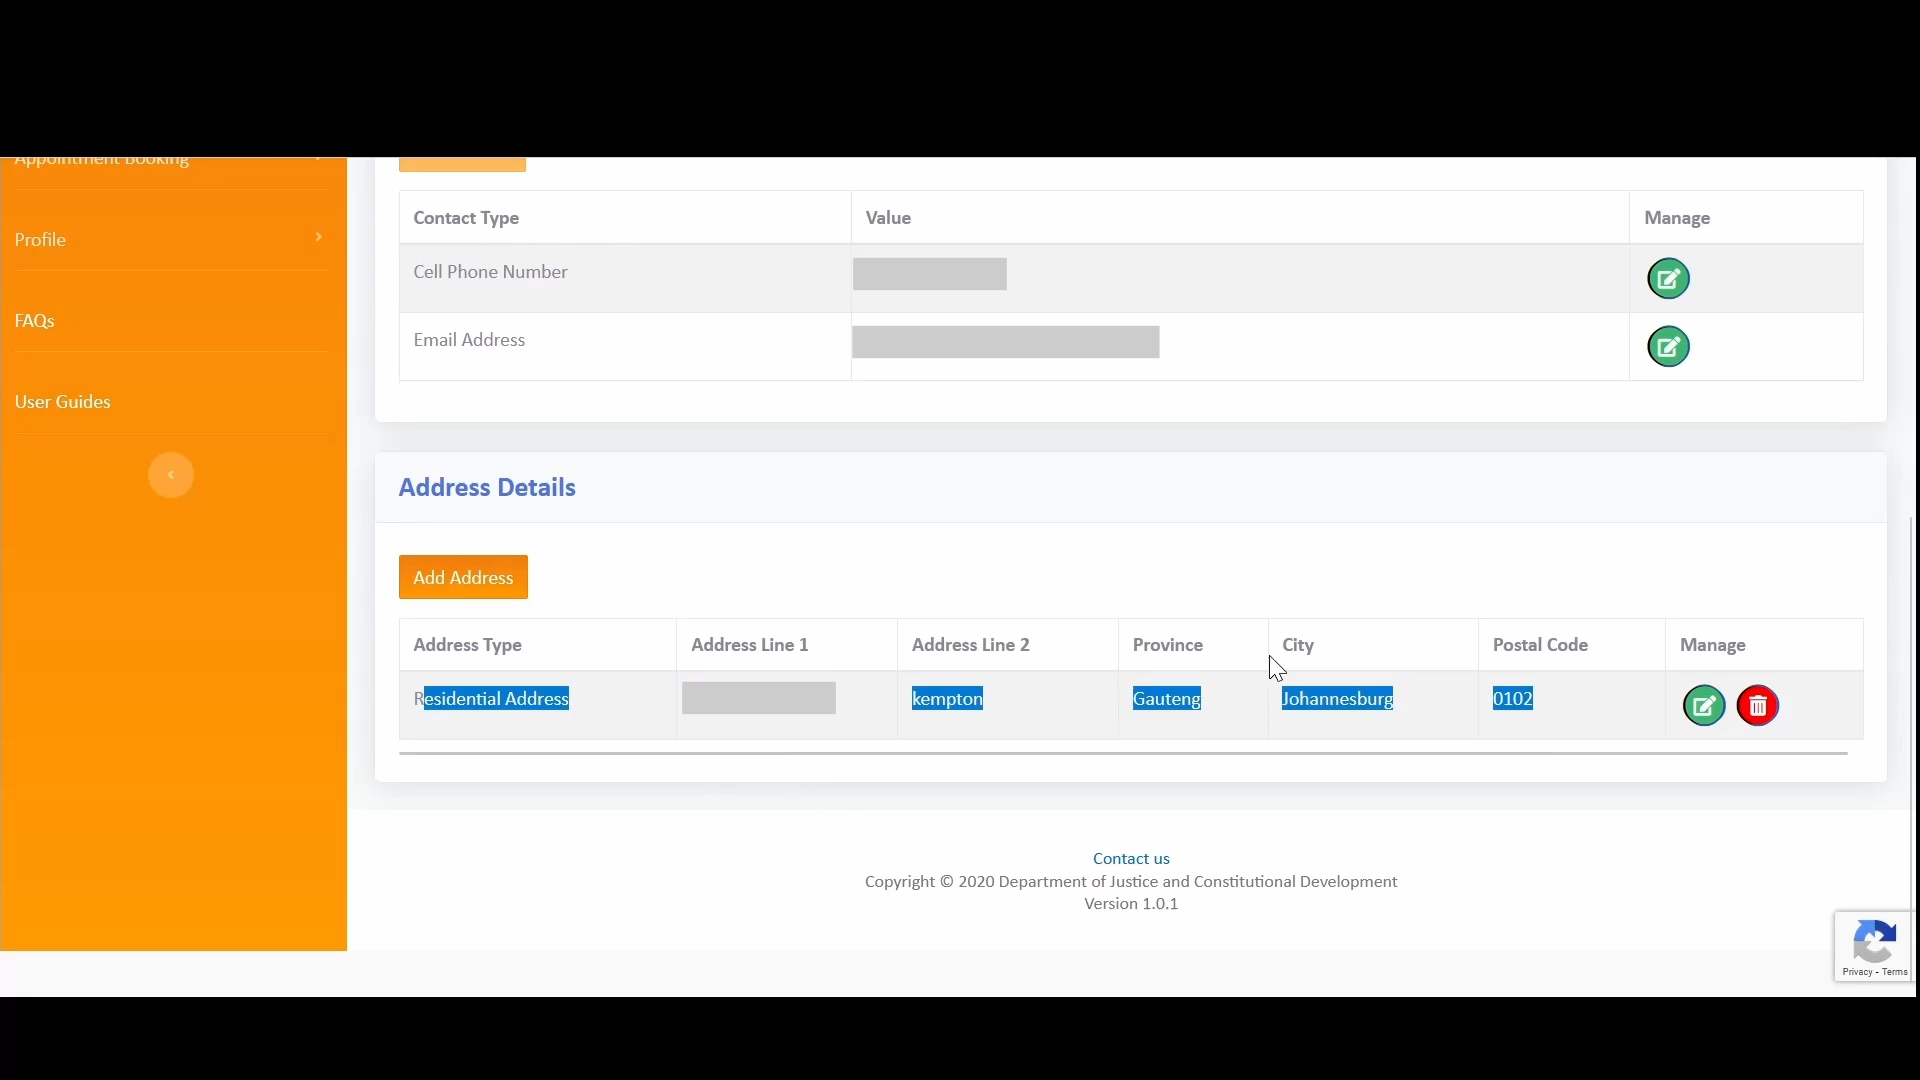 Appointment Booking
Profile
FAQs
User Guides
Contact Type Value Manage
Cell Phone Number
Email Address
Address Details
Add Address
Address Type Address Line 1 Address Line 2 Province City Postal Code Manage
Residential Address kempton Gauteng Johannesburg 0102
Contact us
Copyright © 2020 Department of Justice and Constitutional Development
Version 1.0.1
Privacy - Terms